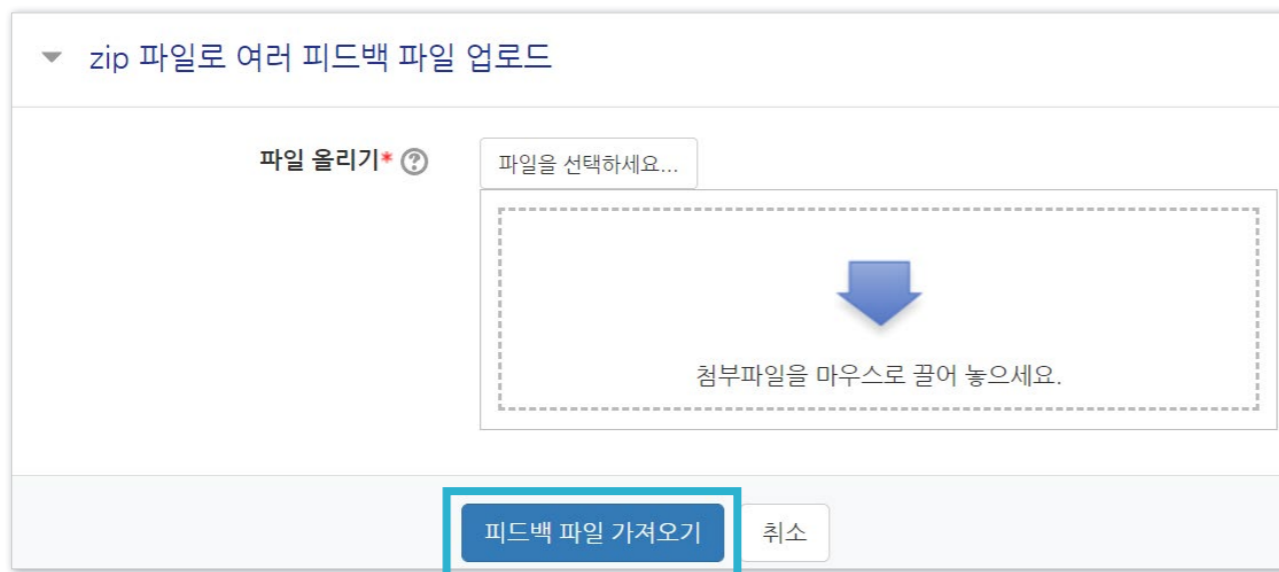 zip 파일로 여러 피드백 파일 업로드
파일 올리기* ?
파일을 선택하세요...
첨부파일을 마우스로 끌어 놓으세요.
피드백 파일 가져오기
취소